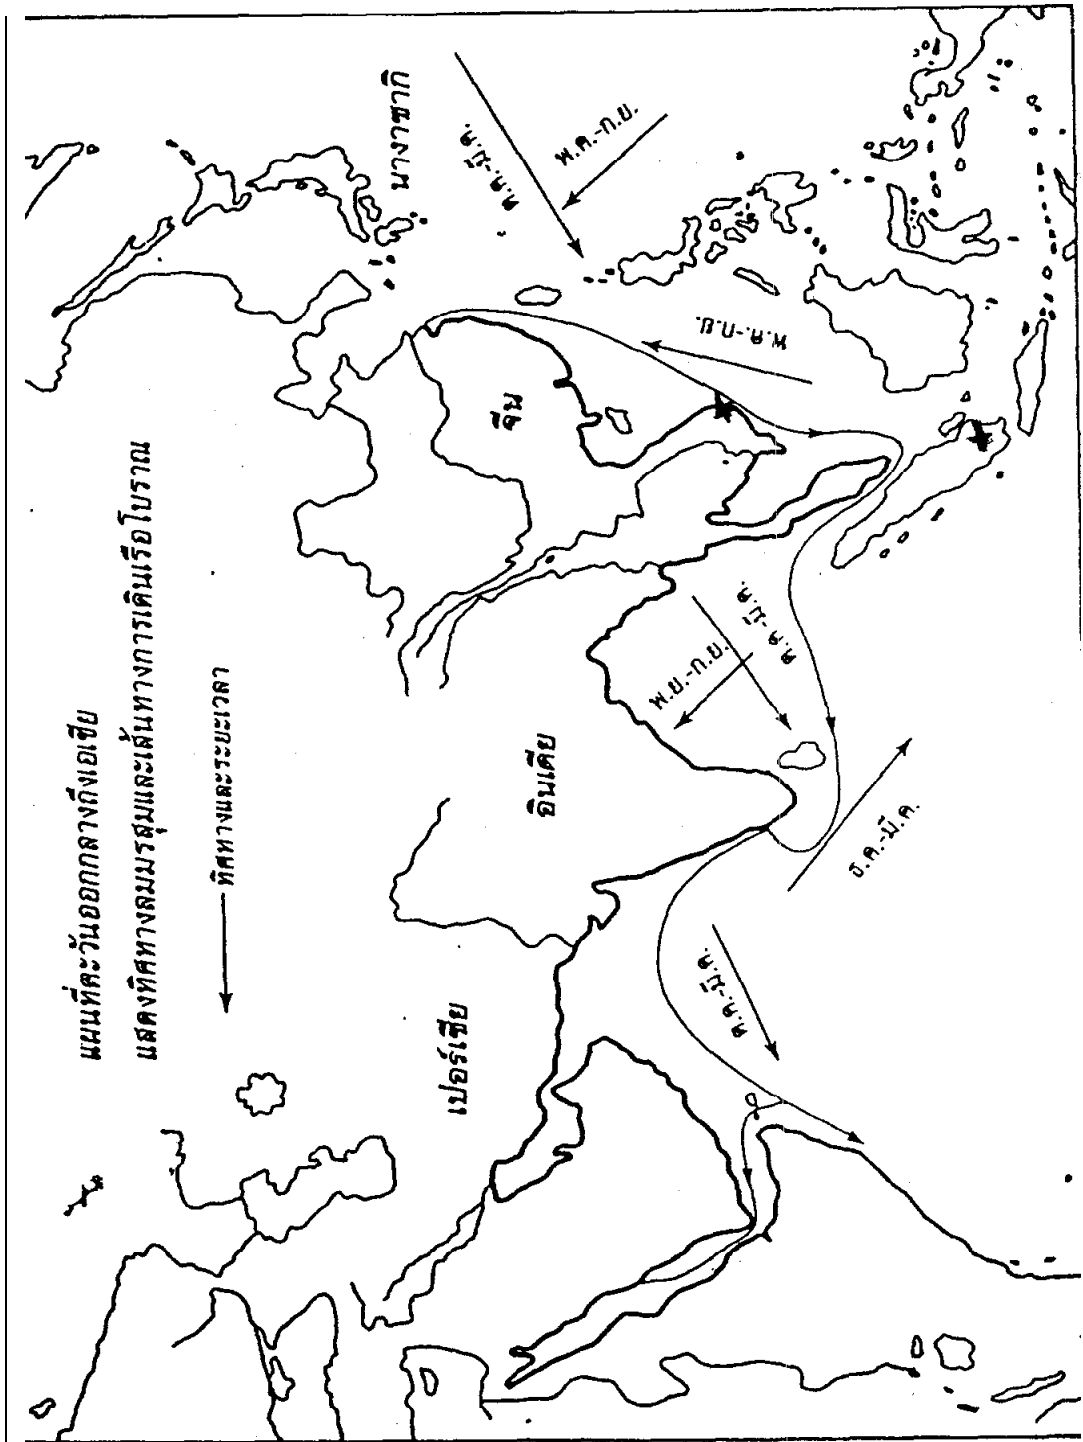 แผนที่ตะวันออกกลางถึงเอเซีย
แสดงทิศทางลมมรสุมและเส้นทางการเดินเรือโบราณ
ทิศทางและระยะเวลา
นางาซากิ
ต.ค.-มี.ค.
พ.ค.-ก.ย.
พ.ค.-ก.ย.
จีน
ต.ค-มี.ค.
พ.ย.-ก.ย.
อินเดีย
ธ.ค.-มี.ค.
ต.ค.-มี.ค.
เปอร์เซีย